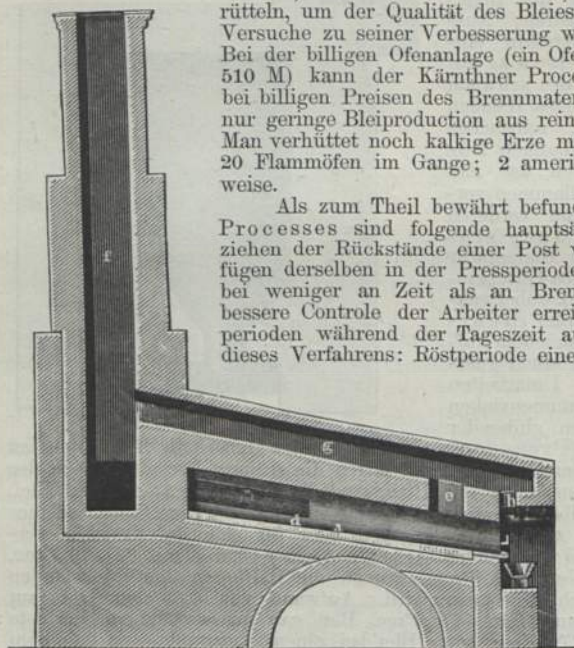 rütteln, um der Qualität des Bleies
Versuche zu seiner Verbesserung w
Bei der billigen Ofenanlage (ein Ofe
510 M) kann der Kärnthner Proce
bei billigen Preisen des Brennmater
nur geringe Bleiproduction aus rein
Man verhüttet noch kalkige Erze m
20 Flammöfen im Gange; 2 ameri
weise.
Als zum Theil bewährt befun
Processes sind folgende hauptsä
ziehen der Rückstände einer Post v
fügen derselben in der Pressperiode
bei weniger an Zeit als an Bren
bessere Controle der Arbeiter errei
perioden während der Tageszeit a
dieses Verfahrens: Röstperiode eine
f
g
e
h
d